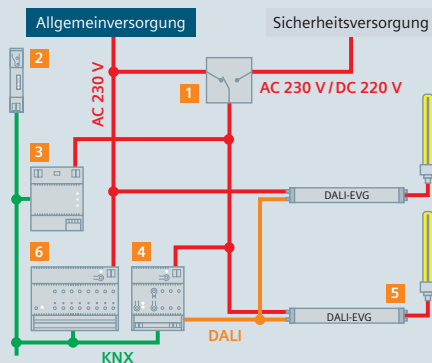 Allgemeinversorgung
Sicherheitsversorgung
2
AC 230 V
1
AC 230 V / DC 220 V
3
DALI-EVG
6
4
5
DALI-EVG
DALI
KNX